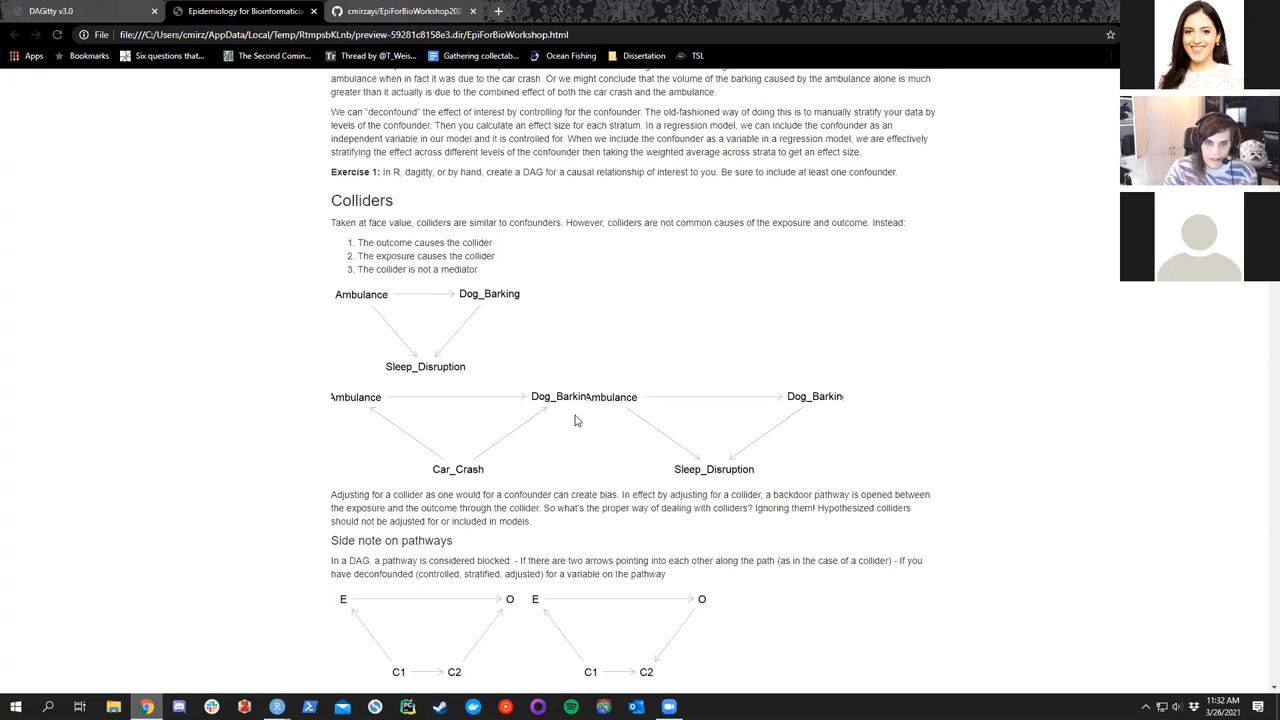 DAGitty v3.0
Epidemiology for Bioinformatici
github.com/cmirzayi/EpiForBio202
File
file:///C:/Users/cmirz/AppData/Local/Temp/RtmpsbKLnb/preview-59281c8158e3.dir/EpiForBioWorkshop.html
Apps
Bookmarks
Six questions that...
The Second Comin...
Thread by @T_Weis...
Gathering collectab...
Ocean Fishing
Dissertation
TSL
ambulance when in fact it was due to the car crash. Or we might conclude that the volume of the barking caused by the ambulance alone is much
greater than it actually is due to the combined effect of both the car crash and the ambulance.
We can "deconfound" the effect of interest by controlling for the confounder. The old-fashioned way of doing this is to manually stratify your data by
levels of the confounder. Then you calculate an effect size for each stratum. In a regression model, we can include the confounder as an
independent variable in our model and it is controlled for. When we include the confounder as a variable in a regression model, we are effectively
stratifying the effect across different levels of the confounder then taking the weighted average across strata to get an effect size.
Exercise 1: In R, dagitty, or by hand, create a DAG for a causal relationship of interest to you. Be sure to include at least one confounder.
Colliders
Taken at face value, colliders are similar to confounders. However, colliders are not common causes of the exposure and outcome. Instead:
1. The outcome causes the collider
2. The exposure causes the collider
3. The collider is not a mediator
Ambulance Dog_Barking
Sleep_Disruption
Ambulance Dog_Barkin Ambulance Dog_Barking
Car_Crash Sleep_Disruption
Adjusting for a collider as one would for a confounder can create bias. In effect by adjusting for a collider, a backdoor pathway is opened between
the exposure and the outcome through the collider. So what's the proper way of dealing with colliders? Ignoring them! Hypothesized colliders
should not be adjusted for or included in models.
Side note on pathways
In a DAG, a pathway is considered blocked: - If there are two arrows pointing into each other along the path (as in the case of a collider) - If you
have deconfounded (controlled, stratified, adjusted) for a variable on the pathway
E O E O
C1 C2 C1 C2
11:32 AM
3/26/2021